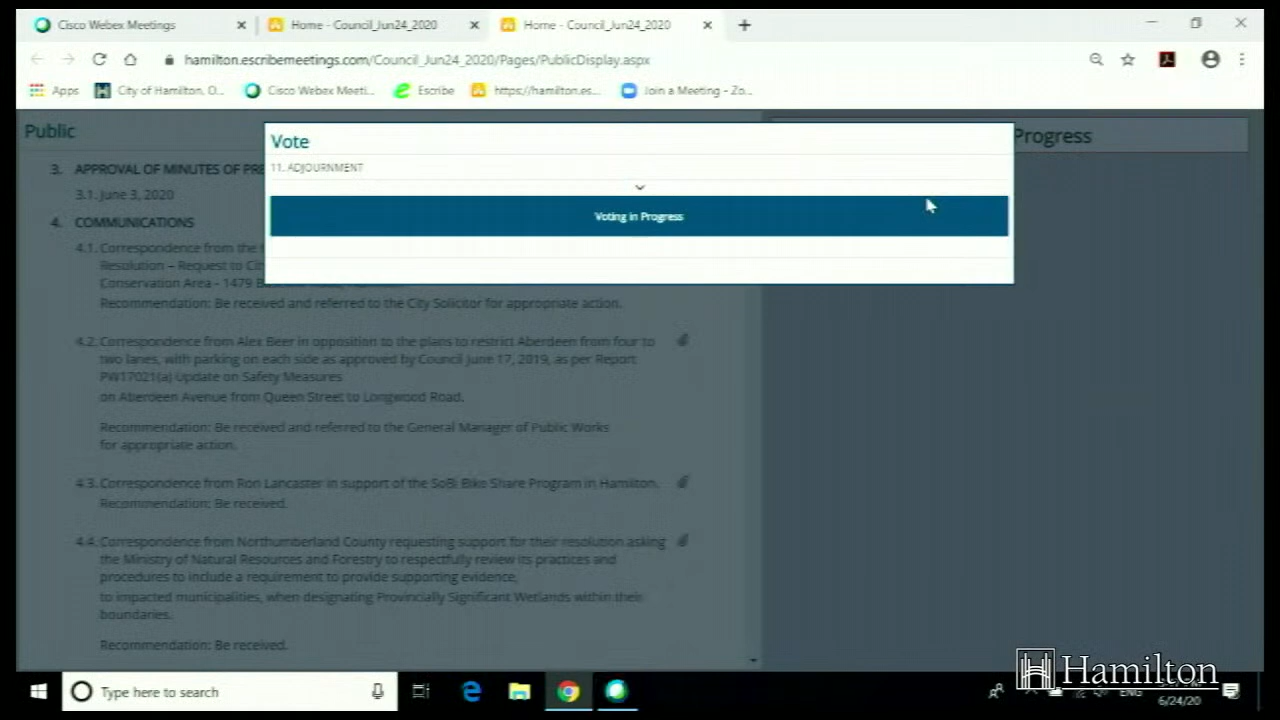 Cisco Webex Meetings
Home - Council_Jun24_2020
Home - Council_Jun24_2020
hamilton.escribemeetings.com/Council_Jun24_2020/Pages/PublicDisplay.aspx
Apps
City of Hamilton, O...
Cisco Webex Meeti...
Escribe
https://hamilton.es...
Join a Meeting - Zo...
Public
Progress
Vote
11. ADJOURNMENT
Voting in Progress
3. APPROVAL OF MINUTES OF PRE
3.1. June 3, 2020
4. COMMUNICATIONS
4.1. Correspondence from the
Resolution – Request to Ci
Conservation Area - 1479
Recommendation: Be received and referred to the City Solicitor for appropriate action.
4.2. Correspondence from Alex Beer in opposition to the plans to restrict Aberdeen from four to
two lanes, with parking on each side as approved by Council June 17, 2019, as per Report
PW17021(a) Update on Safety Measures
on Aberdeen Avenue from Queen Street to Longwood Road.
Recommendation: Be received and referred to the General Manager of Public Works
for appropriate action.
4.3. Correspondence from Ron Lancaster in support of the SoBi Bike Share Program in Hamilton.
Recommendation: Be received.
4.4. Correspondence from Northumberland County requesting support for their resolution asking
the Ministry of Natural Resources and Forestry to respectfully review its practices and
procedures to include a requirement to provide supporting evidence,
to impacted municipalities, when designating Provincially Significant Wetlands within their
boundaries.
Recommendation: Be received.
Hamilton
Type here to search
ENG
6/24/20